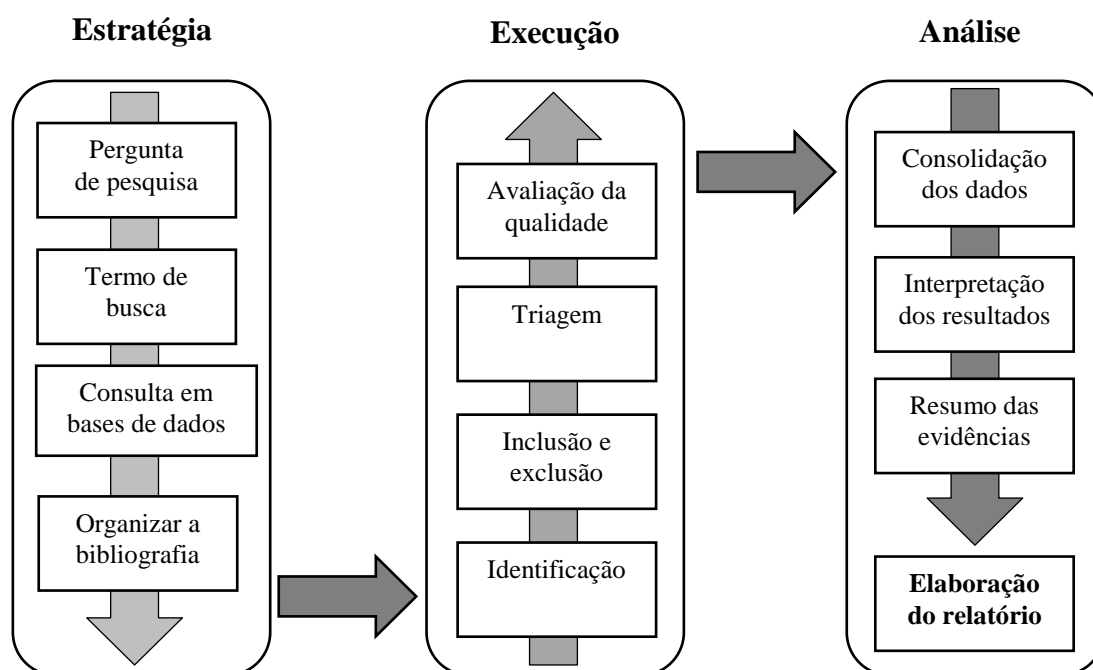 Estratégia
Pergunta
de pesquisa
Termo de
busca
Consulta em
bases de dados
Organizar a
bibliografia
Execução
Avaliação da
qualidade
Triagem
Inclusão e
exclusão
Identificação
Análise
Consolidação
dos dados
Interpretação
dos resultados
Resumo das
evidências
Elaboração
do relatório